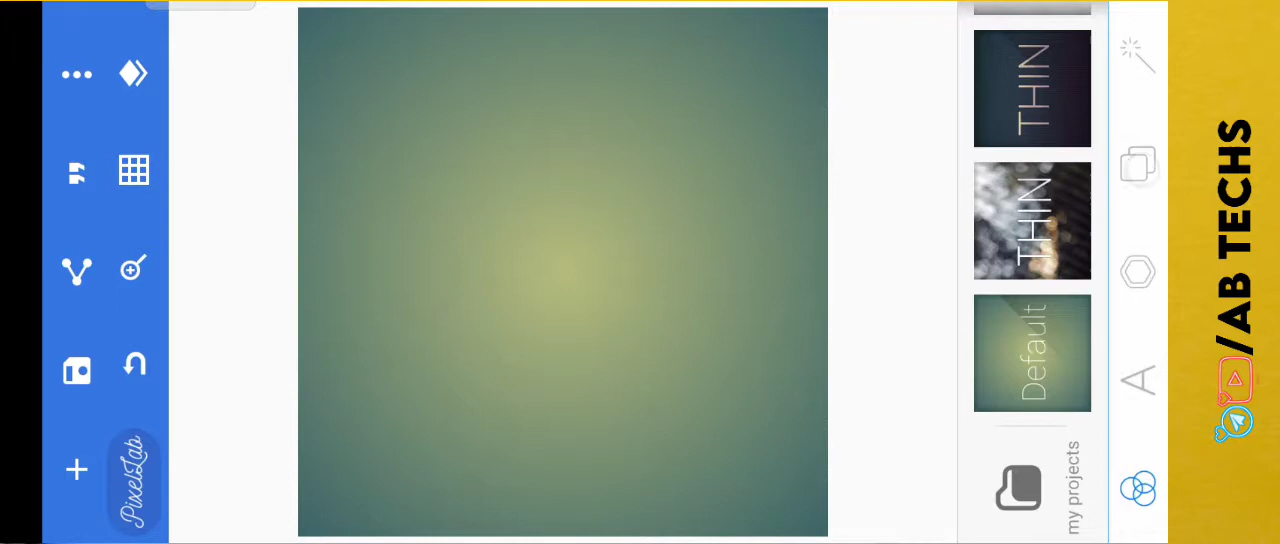 PixelLab
THIN
THIN
Default
my projects
/AB TECHS